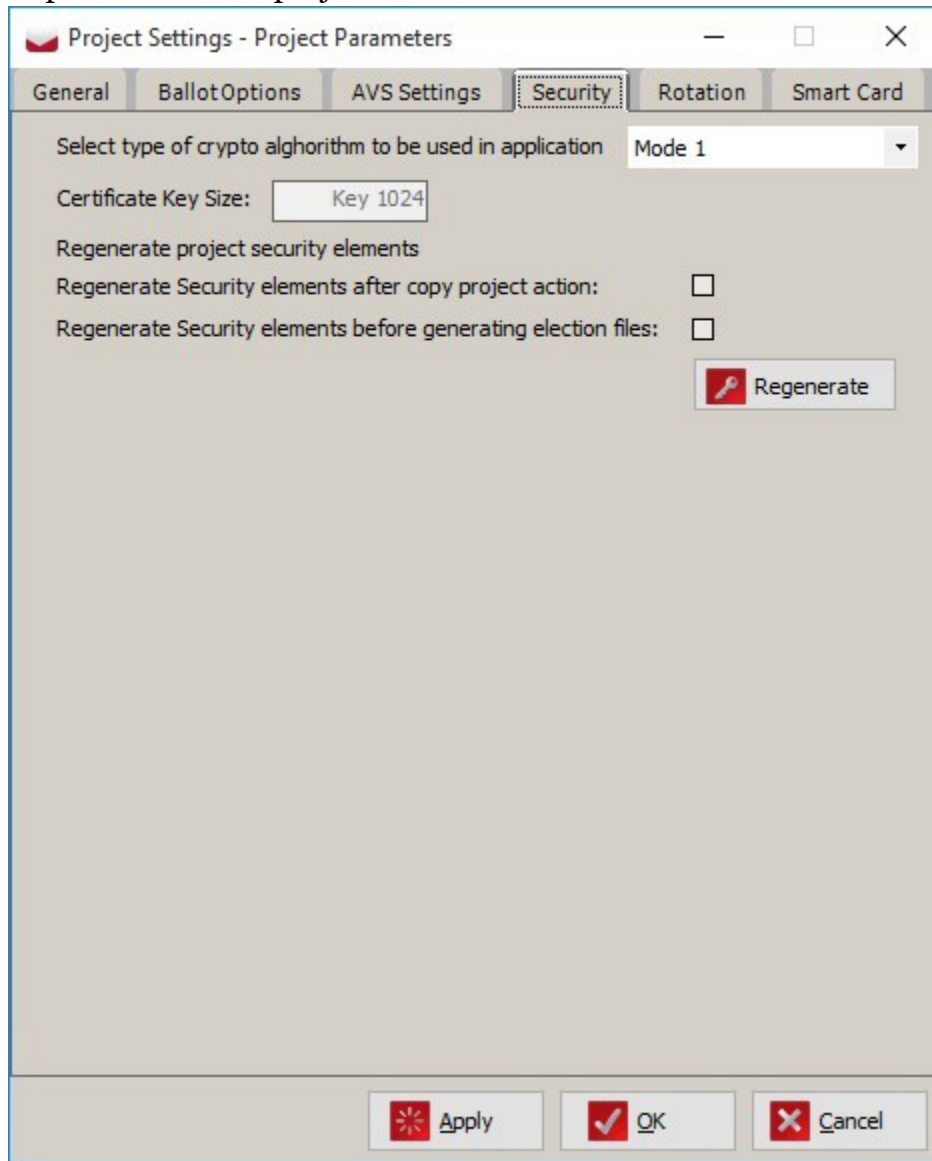 Project Settings - Project Parameters
General Ballot Options AVS Settings Security Rotation Smart Card
Select type of crypto alghorithm to be used in application Mode 1
Certificate Key Size: Key 1024
Regenerate project security elements
Regenerate Security elements after copy project action:
Regenerate Security elements before generating election files:
Regenerate
Apply OK Cancel